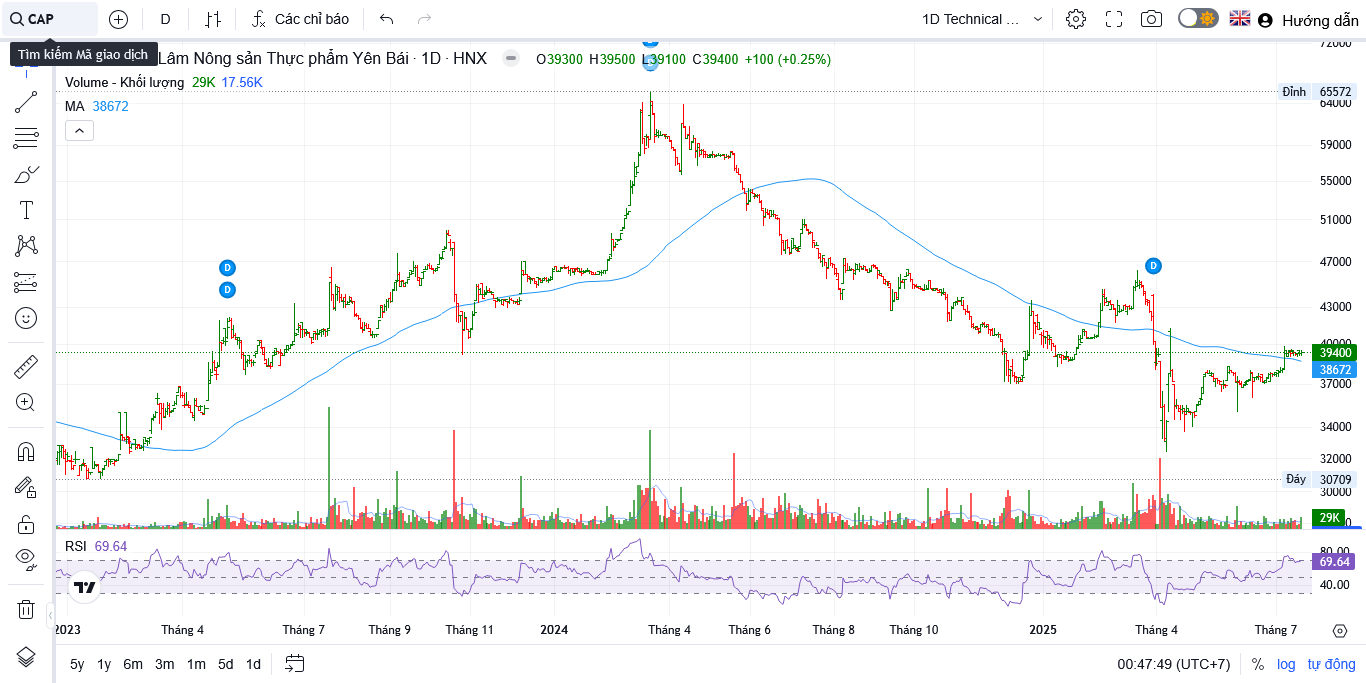 CAP
D
Các chỉ báo
1D Technical ...
Hướng dẫn
Tìm kiếm Mã giao dịch
Lâm Nông sản Thực phẩm Yên Bái · 1D · HNX
O39300 H39500 L39100 C39400 +100 (+0.25%)
Volume - Khối lượng 29K 17.56K
MA 38672
72000
Đỉnh 65572
64000
59000
55000
51000
47000
43000
40000
39400
38672
37000
34000
32000
Đáy 30709
30000
29K
0
D
D
D
RSI 69.64
80.00
69.64
40.00
2023 Tháng 4 Tháng 7 Tháng 9 Tháng 11 2024 Tháng 4 Tháng 6 Tháng 8 Tháng 10 2025 Tháng 4 Tháng 7
5y 1y 6m 3m 1m 5d 1d
00:47:49 (UTC+7) % log tự động